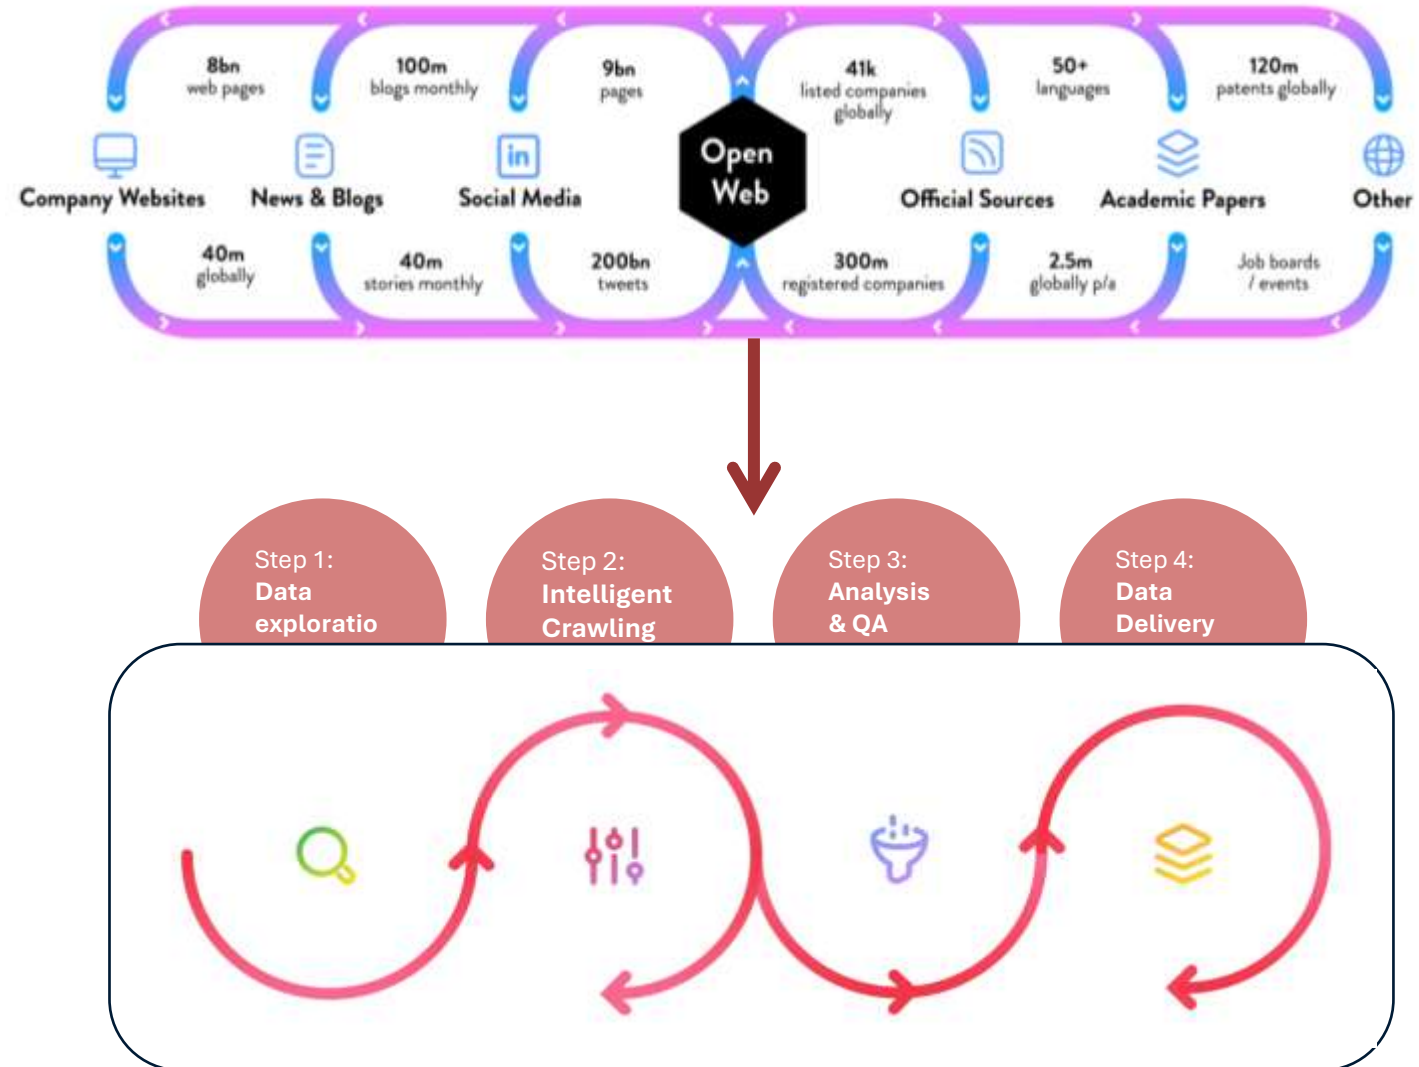 8bn
web pages
100m
blogs monthly
9bn
pages
41k
listed companies
globally
50+
languages
120m
patents globally
Open
Web
in
Company Websites
News & Blogs
Social Media
Official Sources
Academic Papers
Other
40m
globally
40m
stories monthly
200bn
tweets
300m
registered companies
2.5m
globally p/a
Job boards
/ events
Step 1:
Data
exploratio
Step 2:
Intelligent
Crawling
Step 3:
Analysis
& QA
Step 4:
Data
Delivery